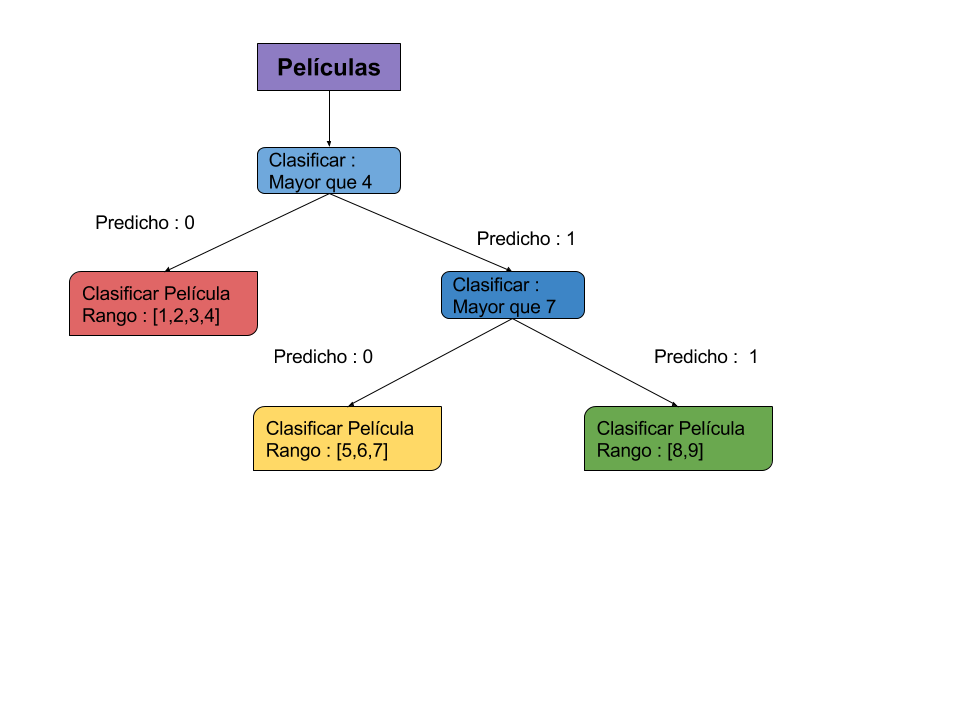 Películas
Clasificar :
Mayor que 4
Predicho : 0
Predicho : 1
Clasificar Película
Rango : [1,2,3,4]
Clasificar :
Mayor que 7
Predicho : 0
Predicho :  1
Clasificar Película
Rango : [5,6,7]
Clasificar Película
Rango : [8,9]